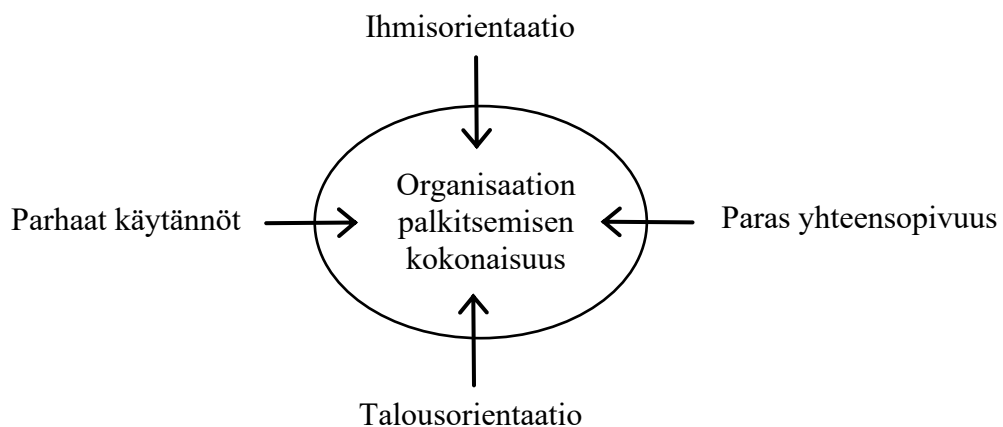 Ihmisorientaatio
Organisaation
palkitsemisen
kokonaisuus
Parhaat käytännöt
Paras yhteensopivuus
Talousorientaatio